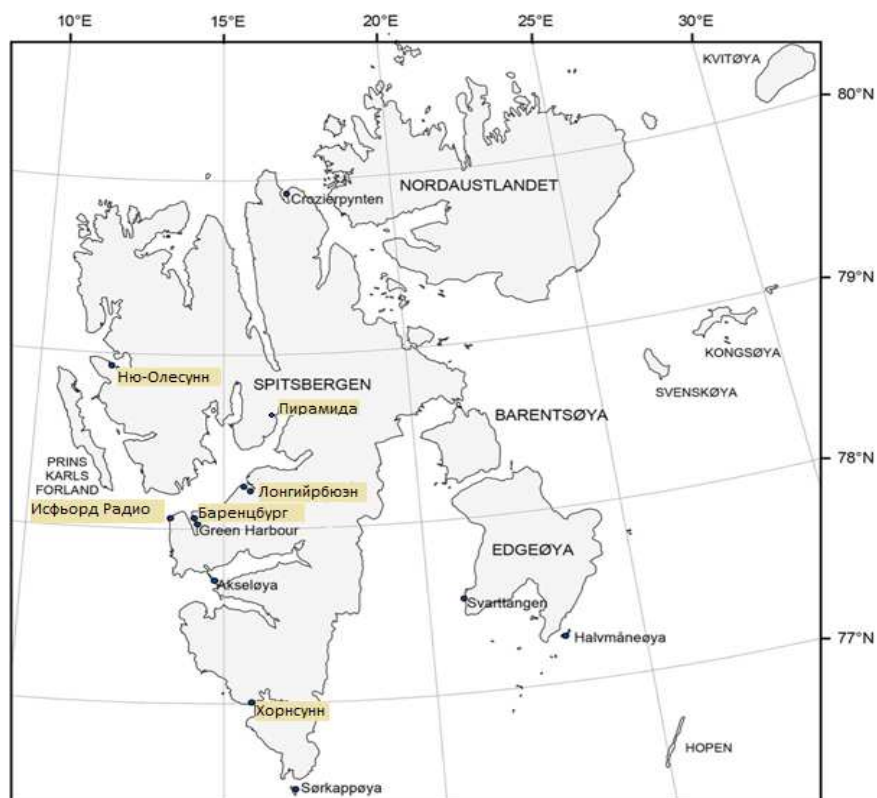 10°E 15°E 20°E 25°E 30°E
KVITØYA
80°N
NORDAUSTLANDET
Crozierpynten
79°N
KONGSØYA
Ню-Олесунн
SPITSBERGEN
SVENSKØYA
Пирамида
BARENTSØYA
78°N
PRINS
KARLS
FORLAND
Лонгийрбюэн
Исфьорд Радио
Баренцбург
Green Harbour
EDGEØYA
Akseløya
Svarttangen
Halvmåneøya
77°N
Хорнсунн
HOPEN
Sørkappøya